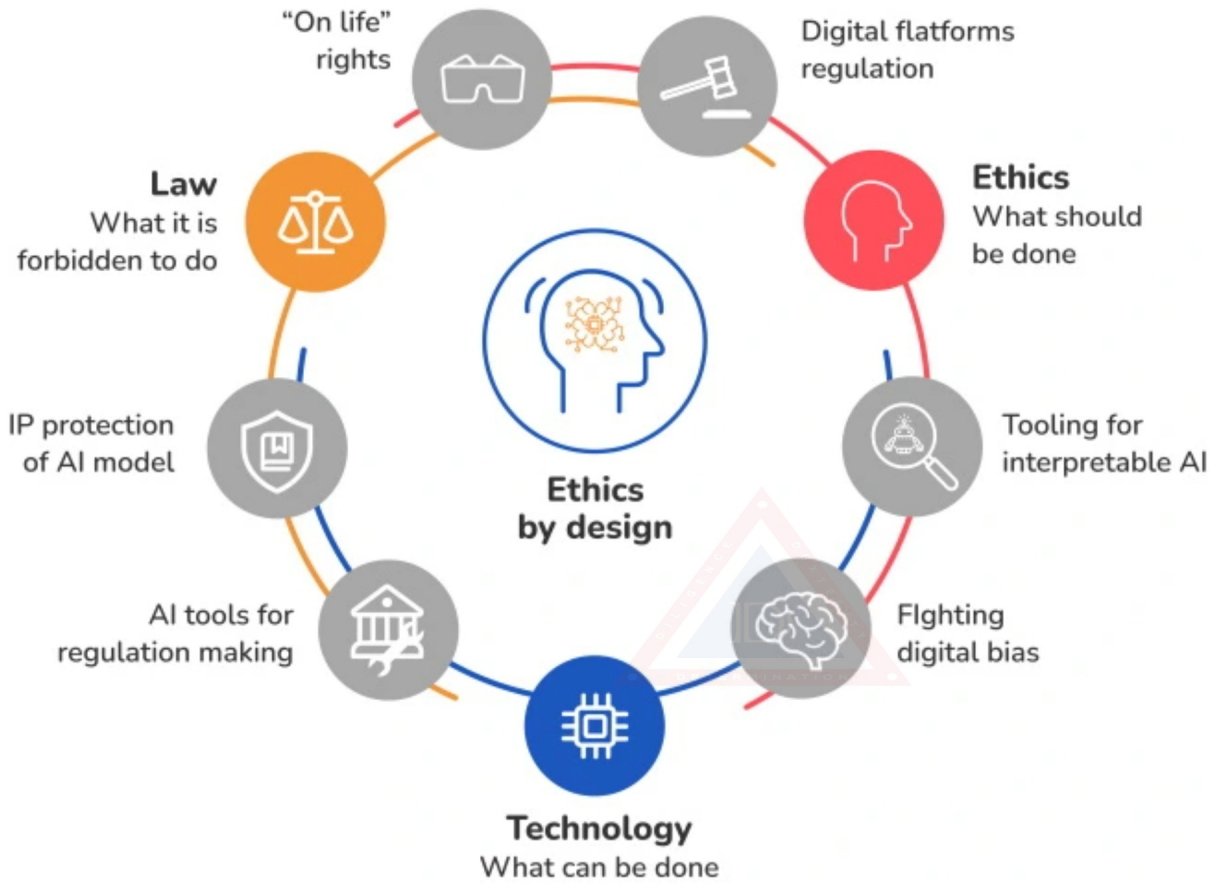 “On life”
rights
Digital flatforms
regulation
Law
What it is
forbidden to do
Ethics
What should
be done
IP protection
of AI model
Ethics
by design
Tooling for
interpretable AI
AI tools for
regulation making
FIghting
digital bias
Technology
What can be done